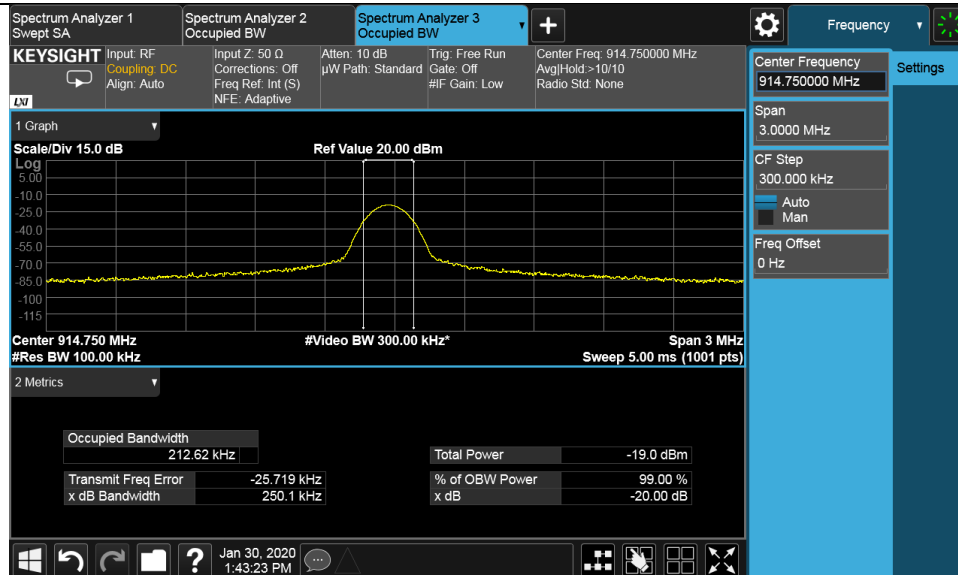 Spectrum Analyzer 1
Swept SA
Spectrum Analyzer 2
Occupied BW
Spectrum Analyzer 3
Occupied BW
Frequency
KEYSIGHT
LXI
Input: RF
Coupling: DC
Align: Auto
Input Z: 50 Ω
Corrections: Off
Freq Ref: Int (S)
NFE: Adaptive
Atten: 10 dB
µW Path: Standard
Trig: Free Run
Gate: Off
#IF Gain: Low
Center Freq: 914.750000 MHz
Avg|Hold:>10/10
Radio Std: None
Center Frequency
914.750000 MHz
Settings
Span
3.0000 MHz
CF Step
300.000 kHz
Auto
Man
Freq Offset
0 Hz
1 Graph
Scale/Div 15.0 dB
Ref Value 20.00 dBm
Log
5.00
-10.0
-25.0
-40.0
-55.0
-70.0
-85.0
-100
-115
Center 914.750 MHz
#Video BW 300.00 kHz*
Span 3 MHz
#Res BW 100.00 kHz
Sweep 5.00 ms (1001 pts)
2 Metrics
Occupied Bandwidth
212.62 kHz
Total Power
-19.0 dBm
Transmit Freq Error
-25.719 kHz
% of OBW Power
99.00 %
x dB Bandwidth
250.1 kHz
x dB
-20.00 dB
?
Jan 30, 2020
1:43:23 PM